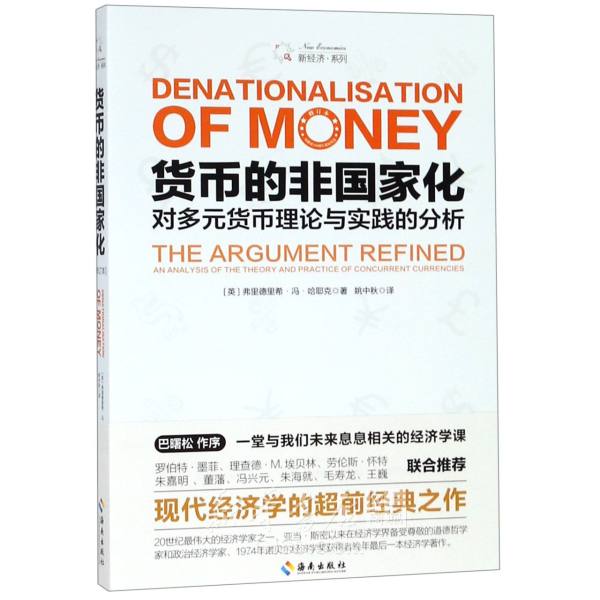 New Economics
新经济·系列
DENATIONALISATION
OF MONEY
修订本
货币的非国家化
对多元货币理论与实践的分析
THE ARGUMENT REFINED
AN ANALYSIS OF THE THEORY AND PRACTICE OF CONCURRENT CURRENCIES
[英] 弗里德里希·冯·哈耶克 著 姚中秋 译
巴曙松 作序 一堂与我们未来息息相关的经济学课
罗伯特·墨菲、理查德·M.埃贝林、劳伦斯·怀特
朱嘉明、董藩、冯兴元、朱海就、毛寿龙、王巍
联合推荐
现代经济学的超前经典之作
20世纪最伟大的经济学家之一、亚当·斯密以来在经济学界备受尊敬的道德哲学
家和政治经济学家、1974年诺贝尔经济学奖获得者晚年最后一本经济学著作。
海南出版社
货币的非国家化
OF MONEY